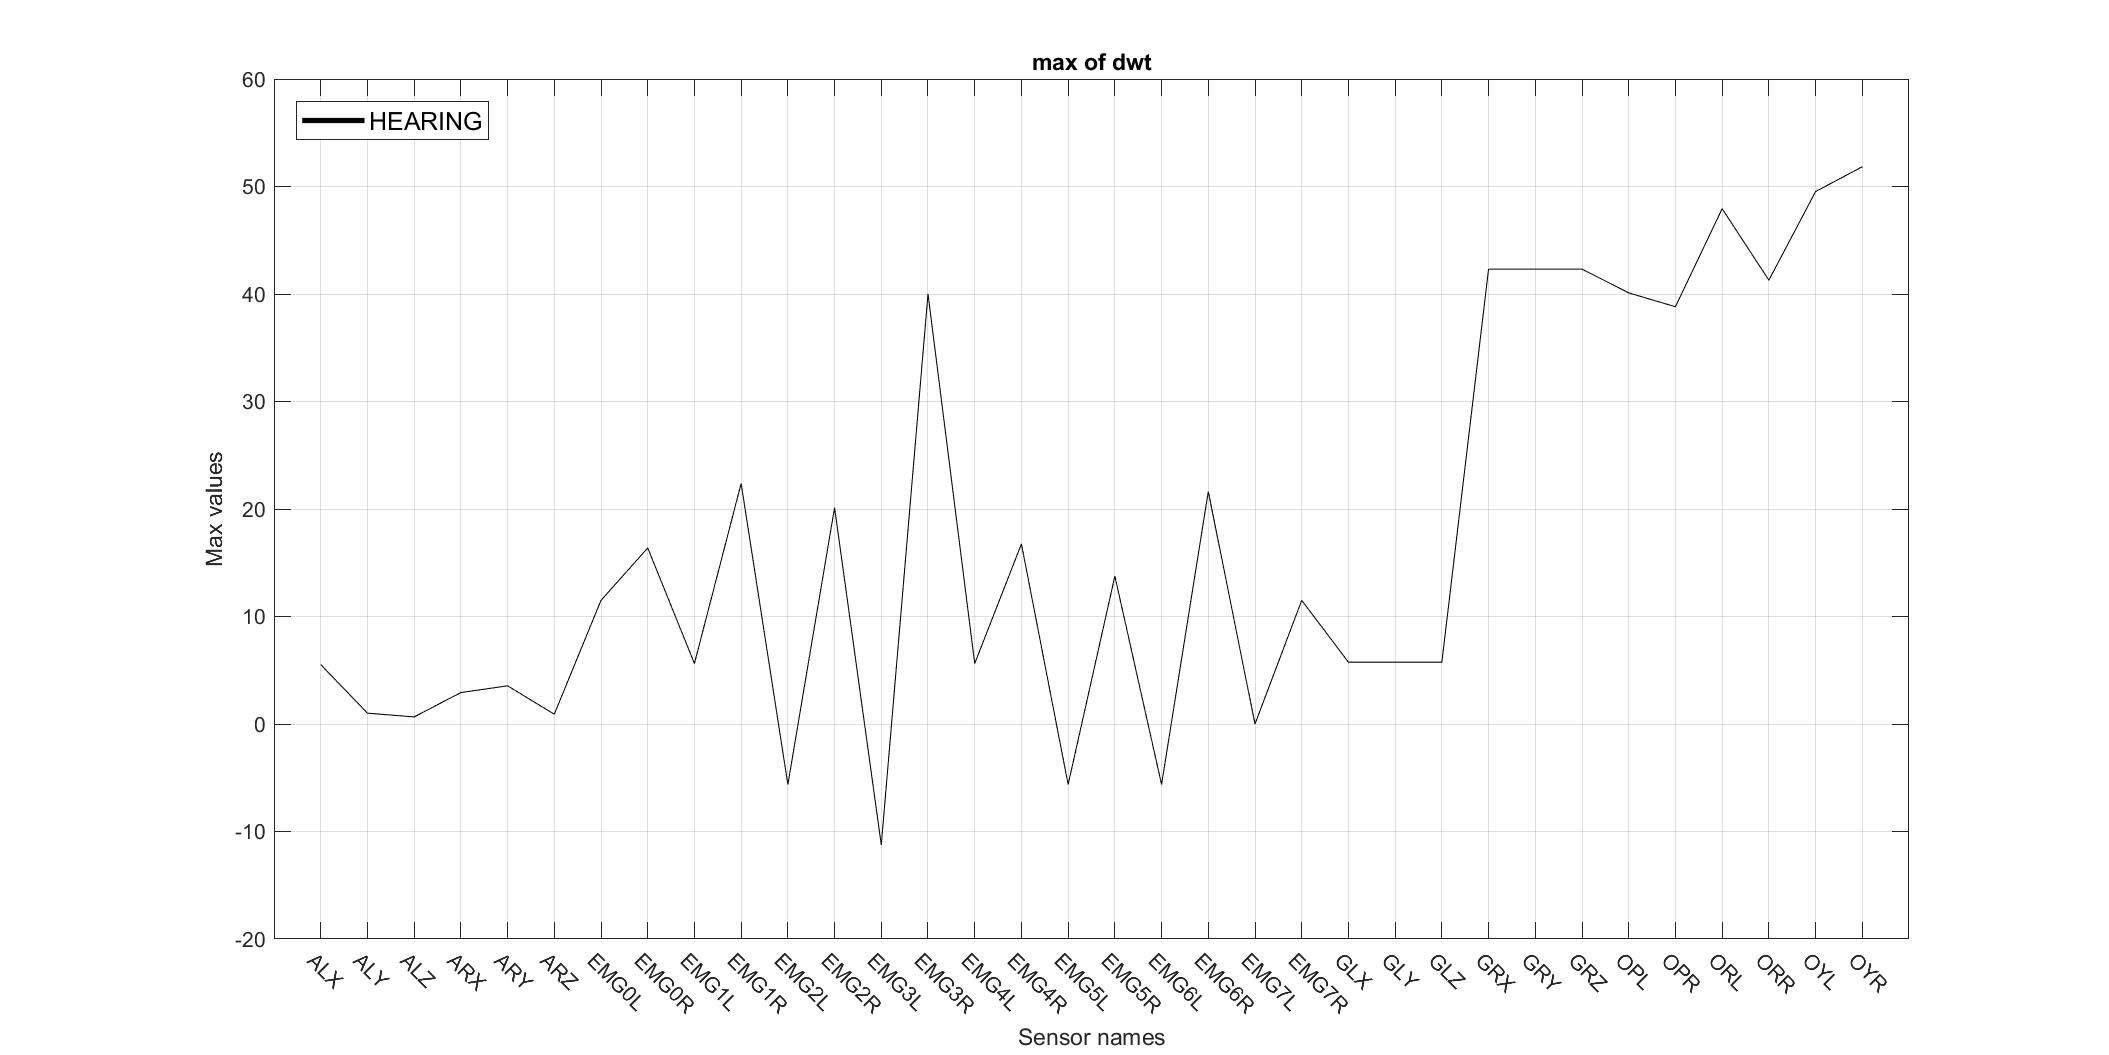 max of dwt
60
50
40
30
20
10
0
-10
-20
HEARING
Max values
ALX
ALY
ALZ
ARX
ARY
ARZ
EMG0L
EMG0R
EMG1L
EMG1R
EMG2L
EMG2R
EMG3L
EMG3R
EMG4L
EMG4R
EMG5L
EMG5R
EMG6L
EMG6R
EMG7L
EMG7R
GLX
GLY
GLZ
GRX
GRY
GRZ
OPL
OPR
ORL
ORR
OYL
OYR
Sensor names